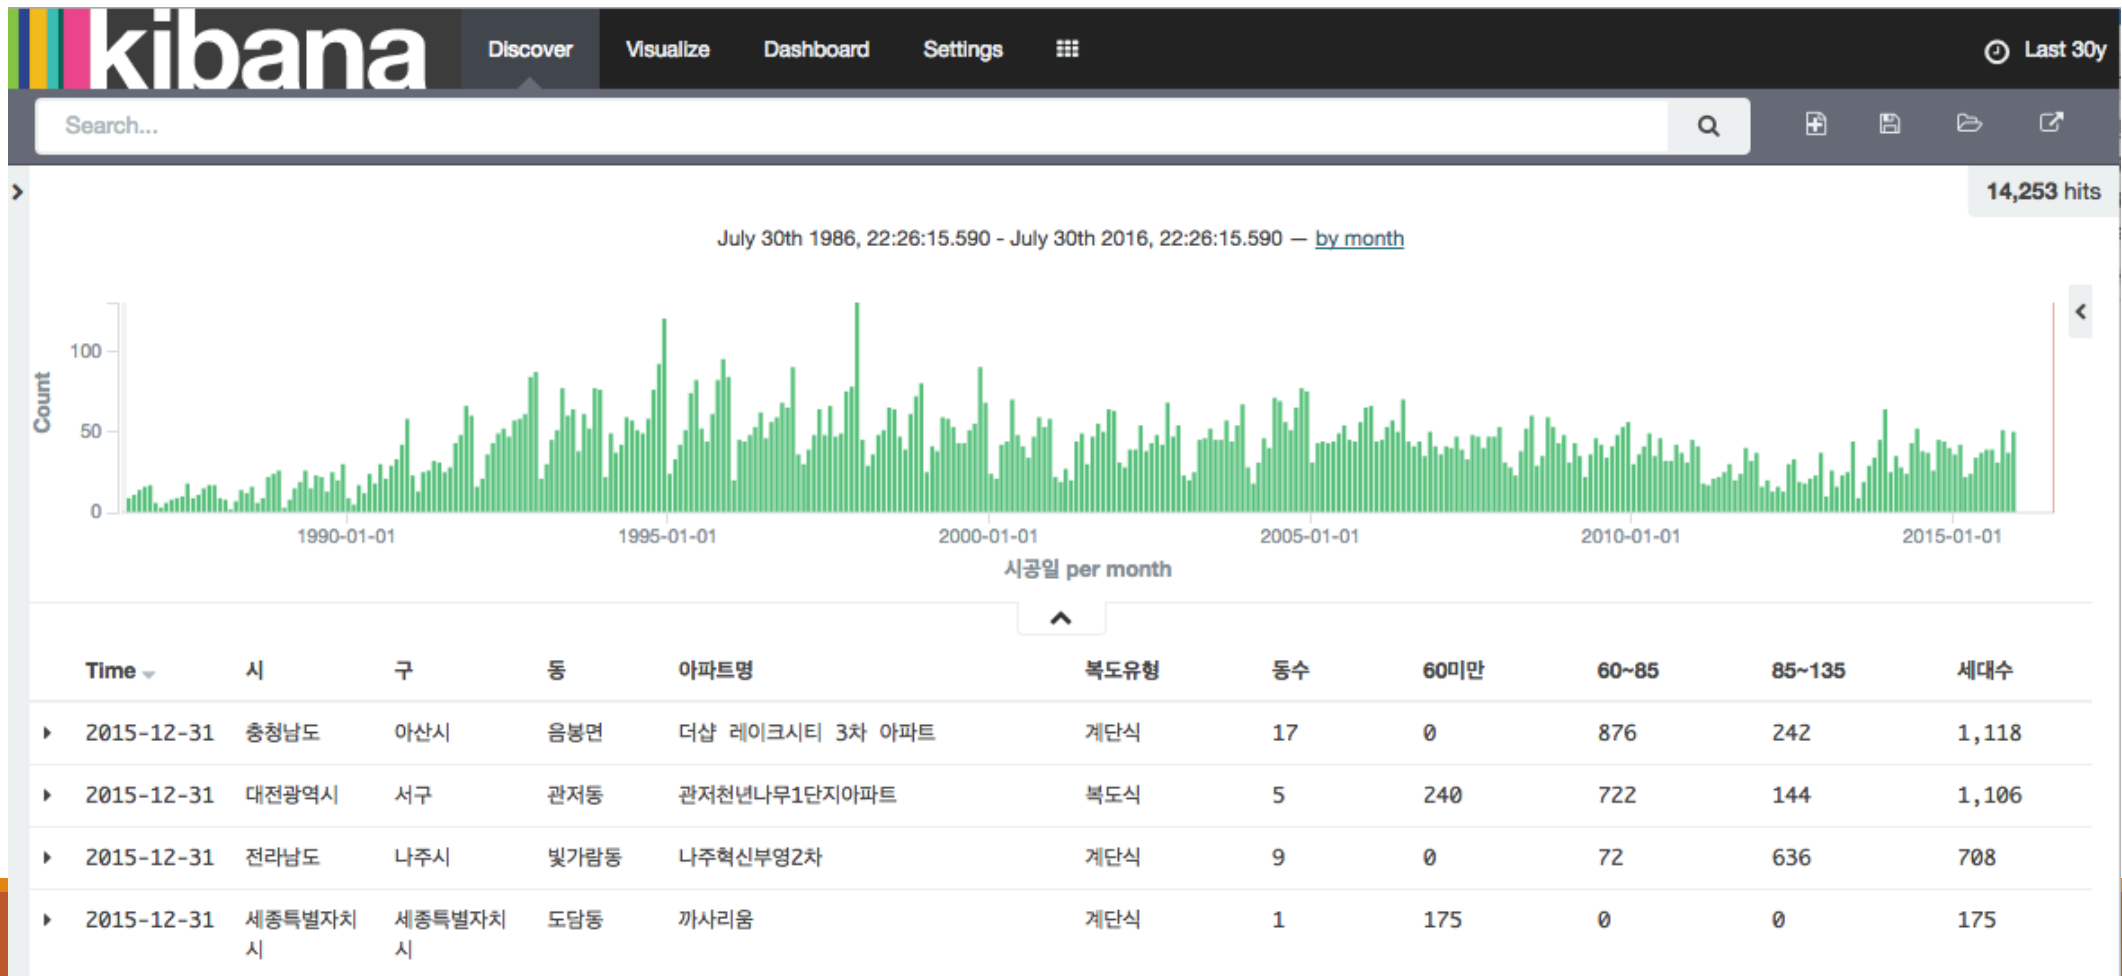 kibana Discover Visualize Dashboard Settings Last 30y
Search...
14,253 hits
July 30th 1986, 22:26:15.590 - July 30th 2016, 22:26:15.590 — by month
Count
100
50
0
1990-01-01 1995-01-01 2000-01-01 2005-01-01 2010-01-01 2015-01-01
시공일 per month
Time 시 구 동 아파트명 복도유형 동수 60미만 60~85 85~135 세대수
2015-12-31 충청남도 아산시 음봉면 더샵 레이크시티 3차 아파트 계단식 17 0 876 242 1,118
2015-12-31 대전광역시 서구 관저동 관저천년나무1단지아파트 복도식 5 240 722 144 1,106
2015-12-31 전라남도 나주시 빛가람동 나주혁신부영2차 계단식 9 0 72 636 708
2015-12-31 세종특별자치 세종특별자치 도담동 까사리움 계단식 1 175 0 0 175
시 시